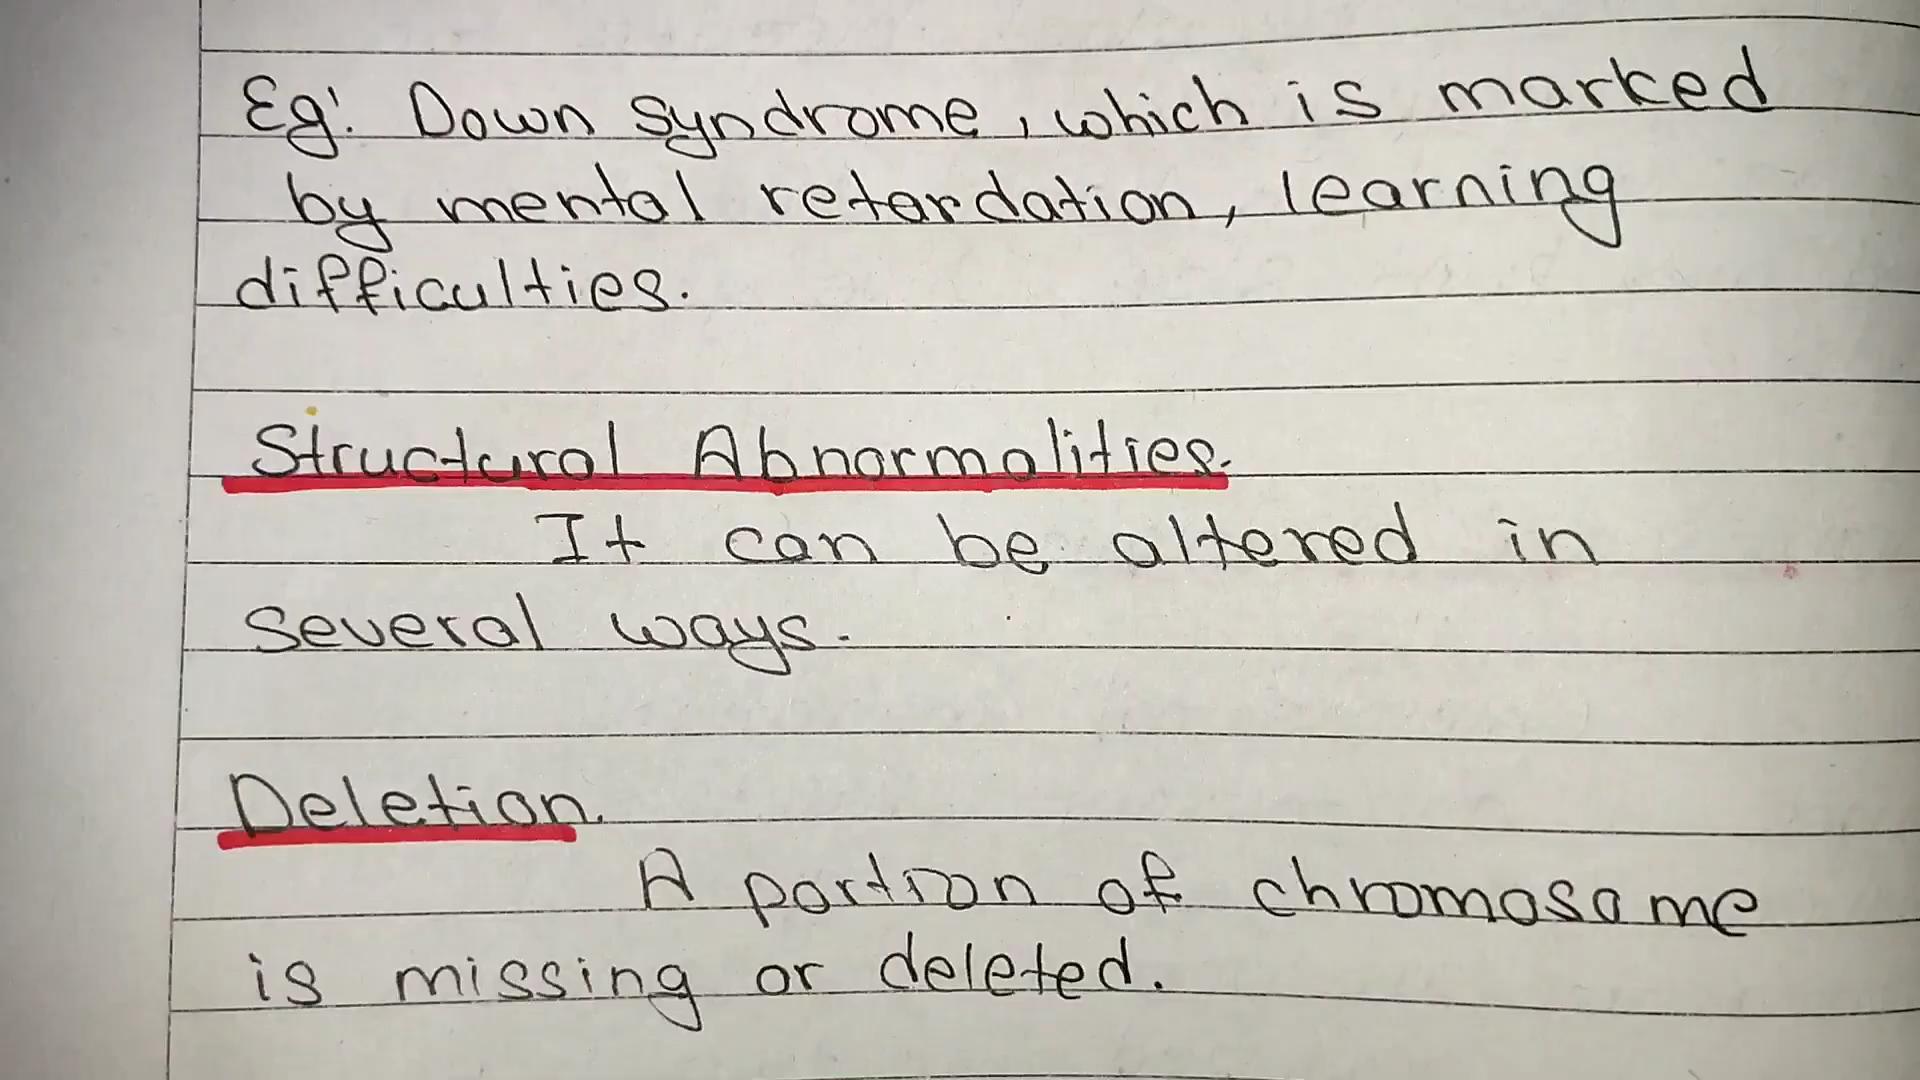 Eg: Down syndrome, which is marked
by mental retardation, learning
difficulties.
Structural Abnormalities.
It can be altered in
several ways.
Deletion.
A portion of chromosome
is missing or deleted.